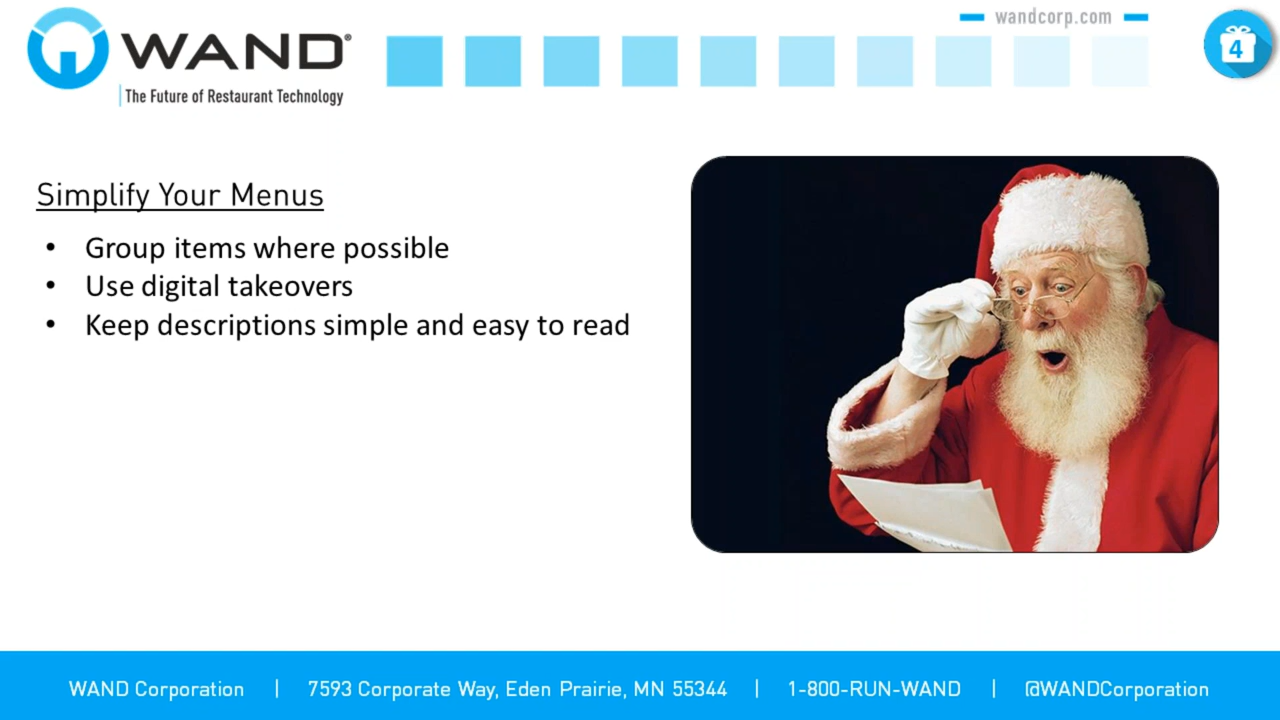 WAND®
The Future of Restaurant Technology
wandcorp.com
4
Simplify Your Menus
• Group items where possible
• Use digital takeovers
• Keep descriptions simple and easy to read
WAND Corporation | 7593 Corporate Way, Eden Prairie, MN 55344 | 1-800-RUN-WAND | @WANDCorporation